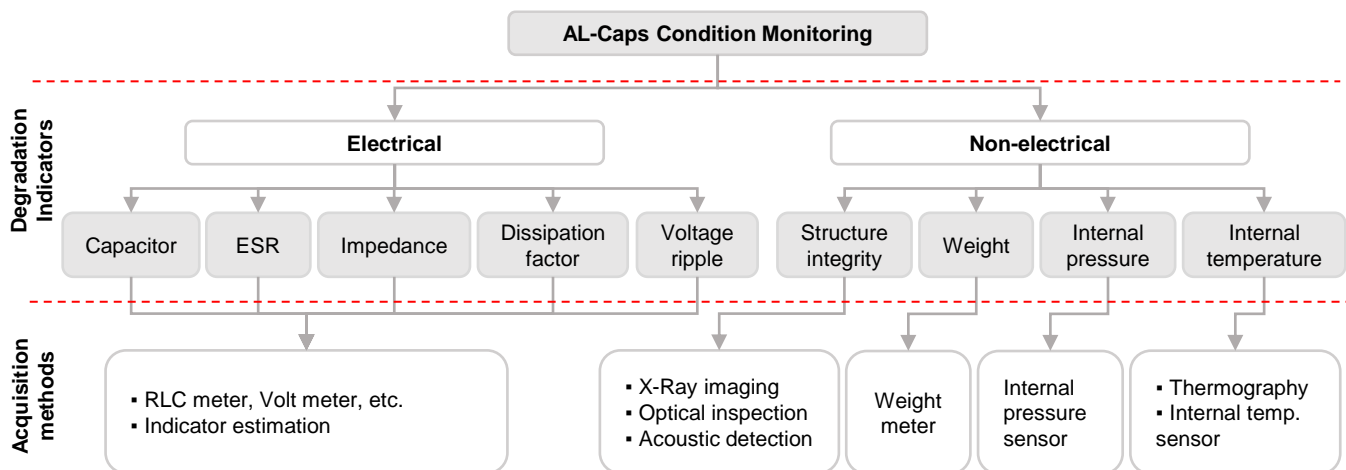 AL-Caps Condition Monitoring
Degradation
Indicators
Electrical
Non-electrical
Capacitor
ESR
Impedance
Dissipation
factor
Voltage
ripple
Structure
integrity
Weight
Internal
pressure
Internal
temperature
Acquisition
methods
▪ RLC meter, Volt meter, etc.
▪ Indicator estimation
▪ X-Ray imaging
▪ Optical inspection
▪ Acoustic detection
Weight
meter
Internal
pressure
sensor
▪ Thermography
▪ Internal temp.
sensor